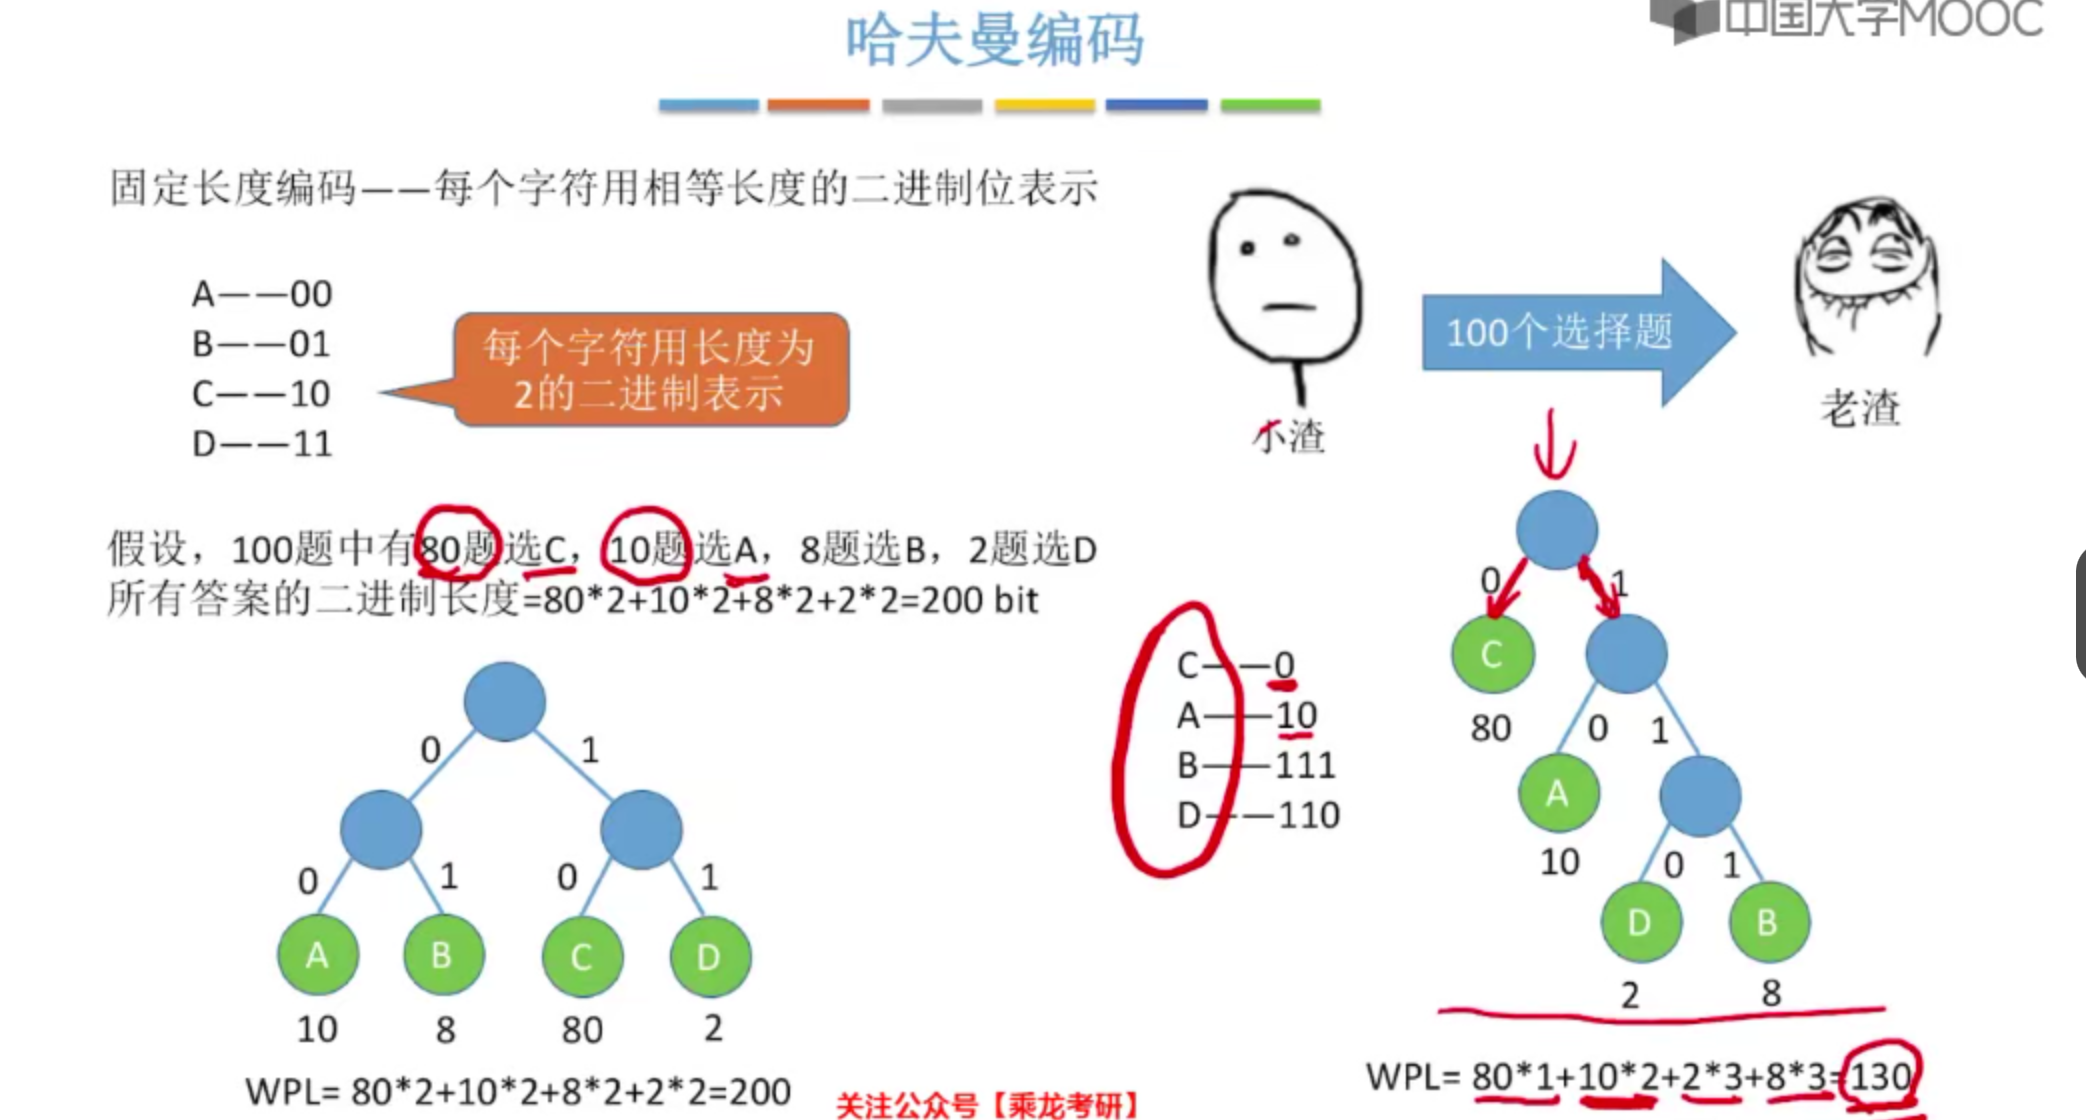 哈夫曼编码
中国大学MOOC
固定长度编码——每个字符用相等长度的二进制位表示
A——00
B——01
C——10
D——11
每个字符用长度为
2的二进制表示
小渣
100个选择题
老渣
假设，100题中有80题选C，10题选A，8题选B，2题选D
所有答案的二进制长度=80*2+10*2+8*2+2*2=200 bit
0 1
0 1 0 1
A B C D
10 8 80 2
WPL= 80*2+10*2+8*2+2*2=200
C——0
A——10
B——111
D——110
0 1
C
80 0 1
A
10 0 1
D B
2 8
WPL= 80*1+10*2+2*3+8*3=130
关注公众号【乘龙考研】